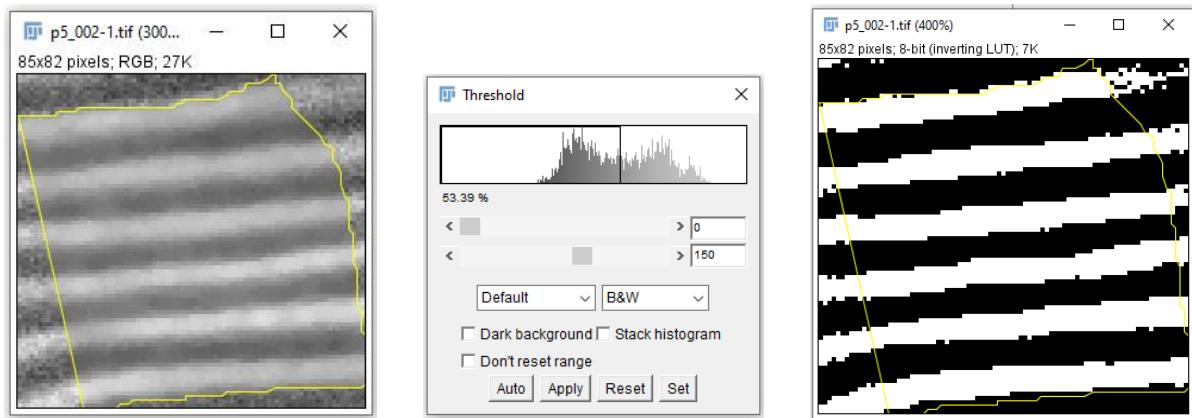 p5_002-1.tif (300...
85x82 pixels; RGB; 27K
Threshold
53.39 %
0
150
Default
B&W
Dark background
Stack histogram
Don't reset range
Auto
Apply
Reset
Set
p5_002-1.tif (400%)
85x82 pixels; 8-bit (inverting LUT); 7K